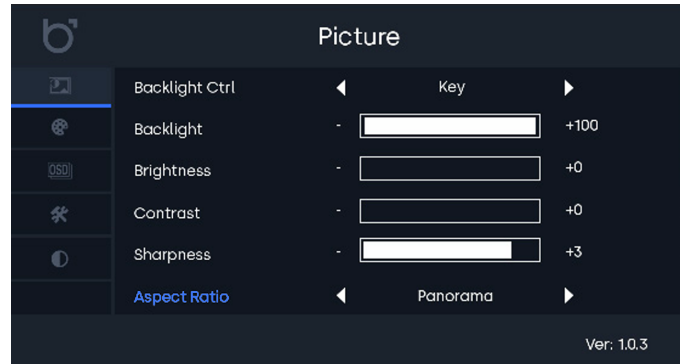 Picture
Backlight Ctrl Key
Backlight - +100
Brightness - +0
OSD
Contrast - +0
Sharpness - +3
Aspect Ratio Panorama
Ver: 1.0.3